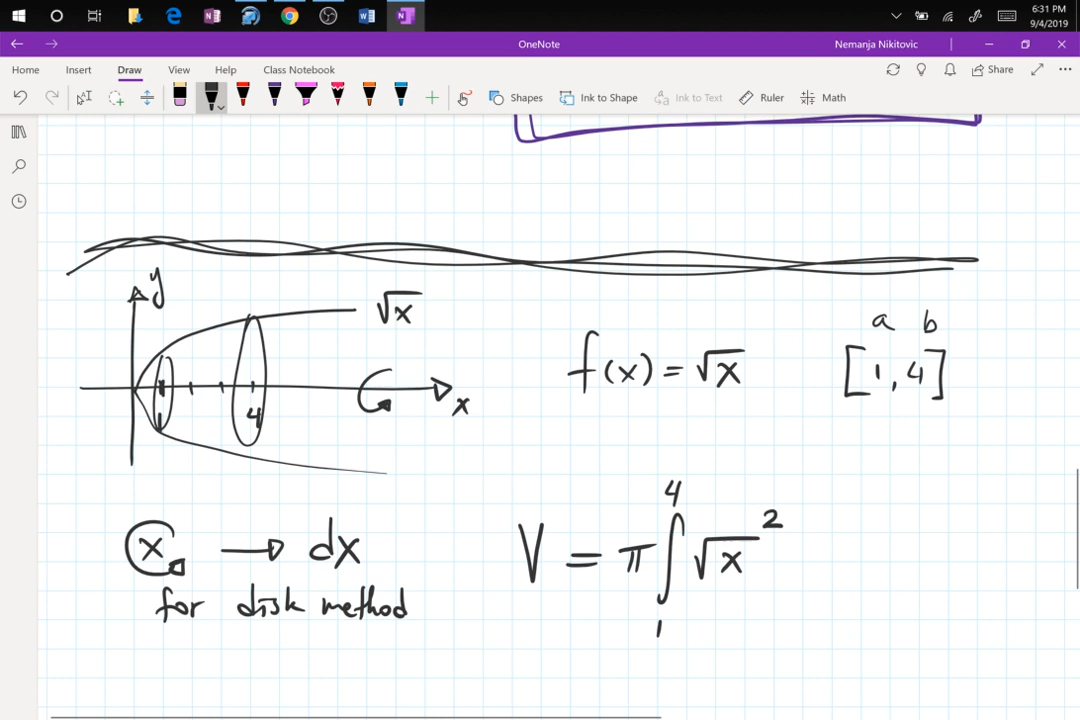 6:31 PM
9/4/2019
OneNote
Nemanja Nikitovic
Home Insert Draw View Help Class Notebook Share
Shapes Ink to Shape Ink to Text Ruler Math
y
√x
4
x
f(x) = √x
a b
[1, 4]
x → dx
for disk method
4
V = π∫ √x²
1